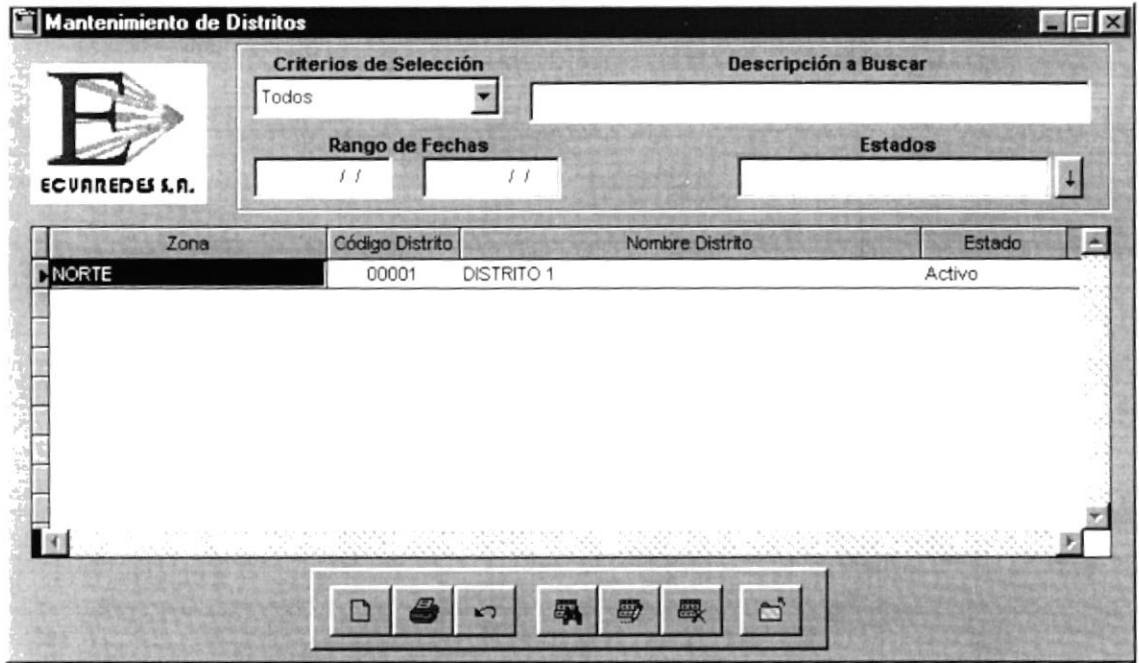 Mantenimiento de Distritos
Criterios de Selección
Descripción a Buscar
Todos
Rango de Fechas
Estados
/ /
/ /
ECUAREDES S.A.
Zona Código Distrito Nombre Distrito Estado
NORTE 00001 DISTRITO 1 Activo